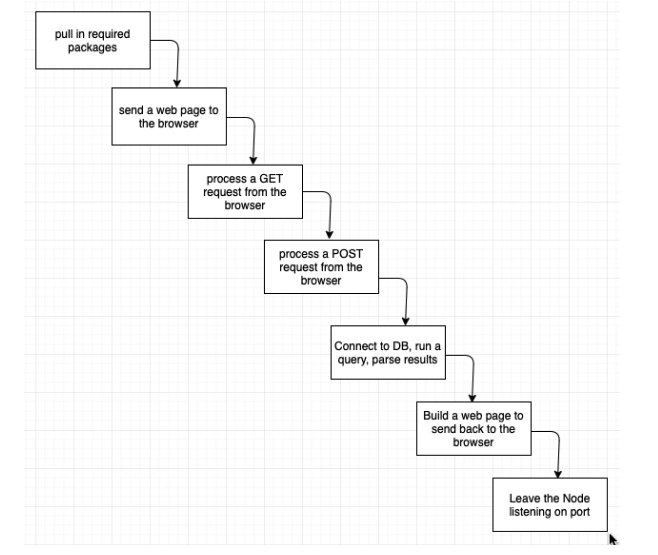 pull in required
packages
send a web page to
the browser
process a GET
request from the
browser
process a POST
request from the
browser
Connect to DB, run a
query, parse results
Build a web page to
send back to the
browser
Leave the Node
listening on port